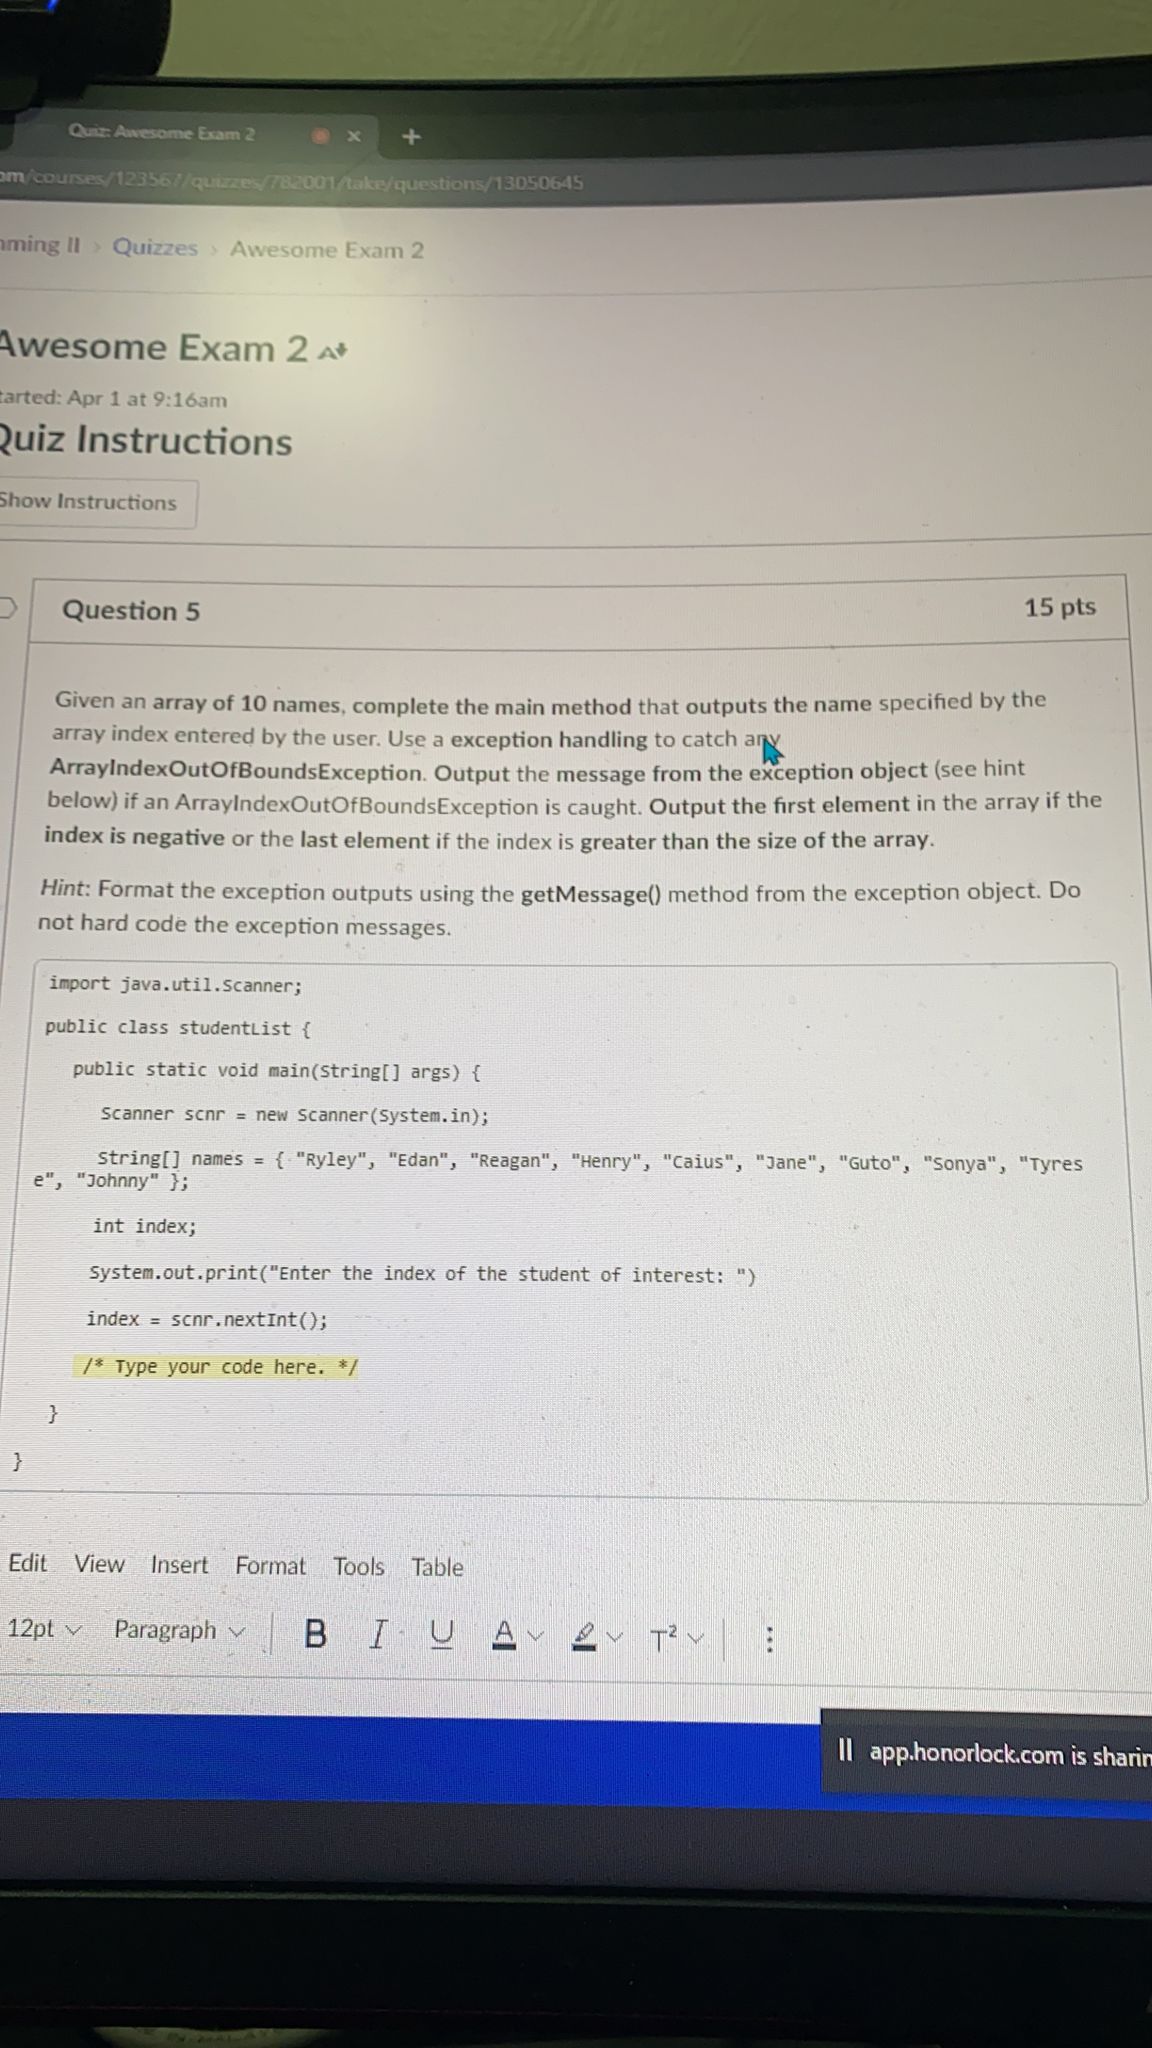 Quiz: Awesome Exam 2 × +
om/courses/1235677/quizzes/782001/take/questions/13050645
ming II > Quizzes > Awesome Exam 2
Awesome Exam 2
tarted: Apr 1 at 9:16am
Quiz Instructions
Show Instructions
Question 5 15 pts
Given an array of 10 names, complete the main method that outputs the name specified by the
array index entered by the user. Use a exception handling to catch any
ArrayIndexOutOfBoundsException. Output the message from the exception object (see hint
below) if an ArrayIndexOutOfBoundsException is caught. Output the first element in the array if the
index is negative or the last element if the index is greater than the size of the array.
Hint: Format the exception outputs using the getMessage() method from the exception object. Do
not hard code the exception messages.
import java.util.Scanner;
public class studentList {
public static void main(String[] args) {
Scanner scnr = new Scanner(System.in);
String[] names = { "Ryley", "Edan", "Reagan", "Henry", "Caius", "Jane", "Guto", "Sonya", "Tyres
e", "Johnny" };
int index;
System.out.print("Enter the index of the student of interest: ")
index = scnr.nextInt();
/* Type your code here. */
}
}
Edit View Insert Format Tools Table
12pt Paragraph B I U A T²
app.honorlock.com is sharin